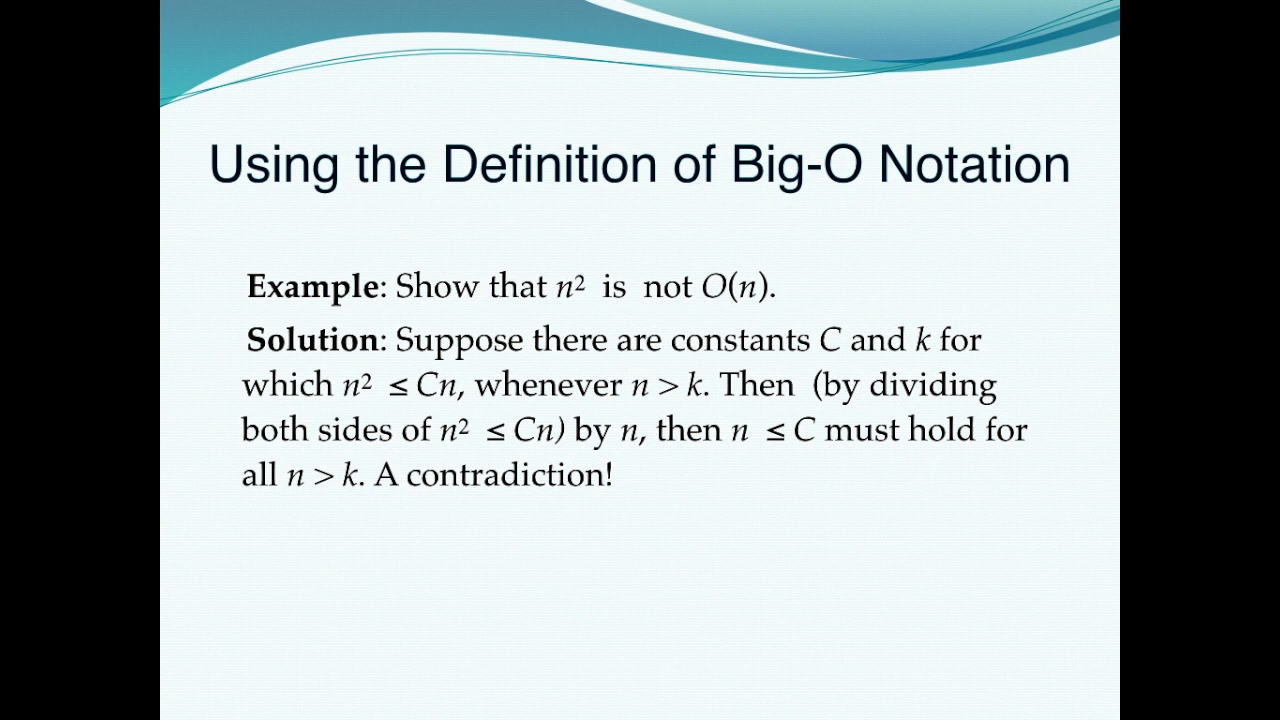 Using the Definition of Big-O Notation
Example: Show that n² is not O(n).
Solution: Suppose there are constants C and k for
which n² ≤ Cn, whenever n > k. Then (by dividing
both sides of n² ≤ Cn) by n, then n ≤ C must hold for
all n > k. A contradiction!